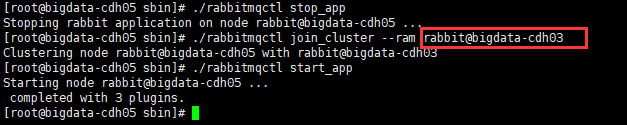 [root@bigdata-cdh05 sbin]# ./rabbitmqctl stop_app
Stopping rabbit application on node rabbit@bigdata-cdh05 ...
[root@bigdata-cdh05 sbin]# ./rabbitmqctl join_cluster --ram rabbit@bigdata-cdh03
Clustering node rabbit@bigdata-cdh05 with rabbit@bigdata-cdh03
[root@bigdata-cdh05 sbin]# ./rabbitmqctl start_app
Starting node rabbit@bigdata-cdh05 ...
 completed with 3 plugins.
[root@bigdata-cdh05 sbin]#